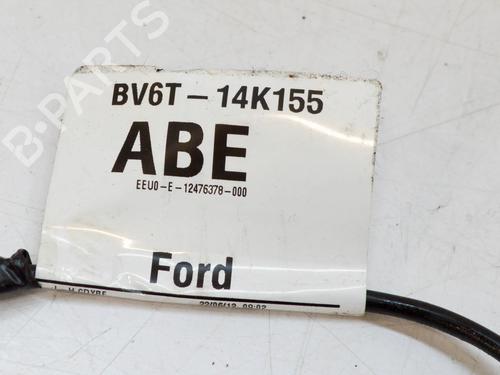 B-PARTS
BV6T-14K155
ABE
EEU0-E-12476378-000
Ford